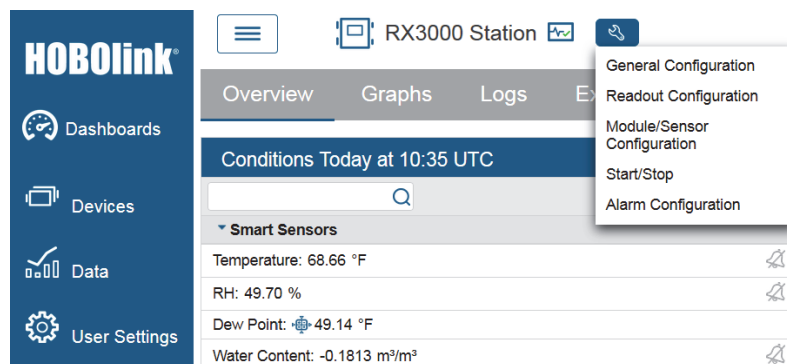 HOBOlink®
Dashboards
Devices
Data
User Settings
RX3000 Station
Overview Graphs Logs
General Configuration
Readout Configuration
Module/Sensor
Configuration
Start/Stop
Alarm Configuration
Conditions Today at 10:35 UTC
Smart Sensors
Temperature: 68.66 °F
RH: 49.70 %
Dew Point: 49.14 °F
Water Content: -0.1813 m³/m³